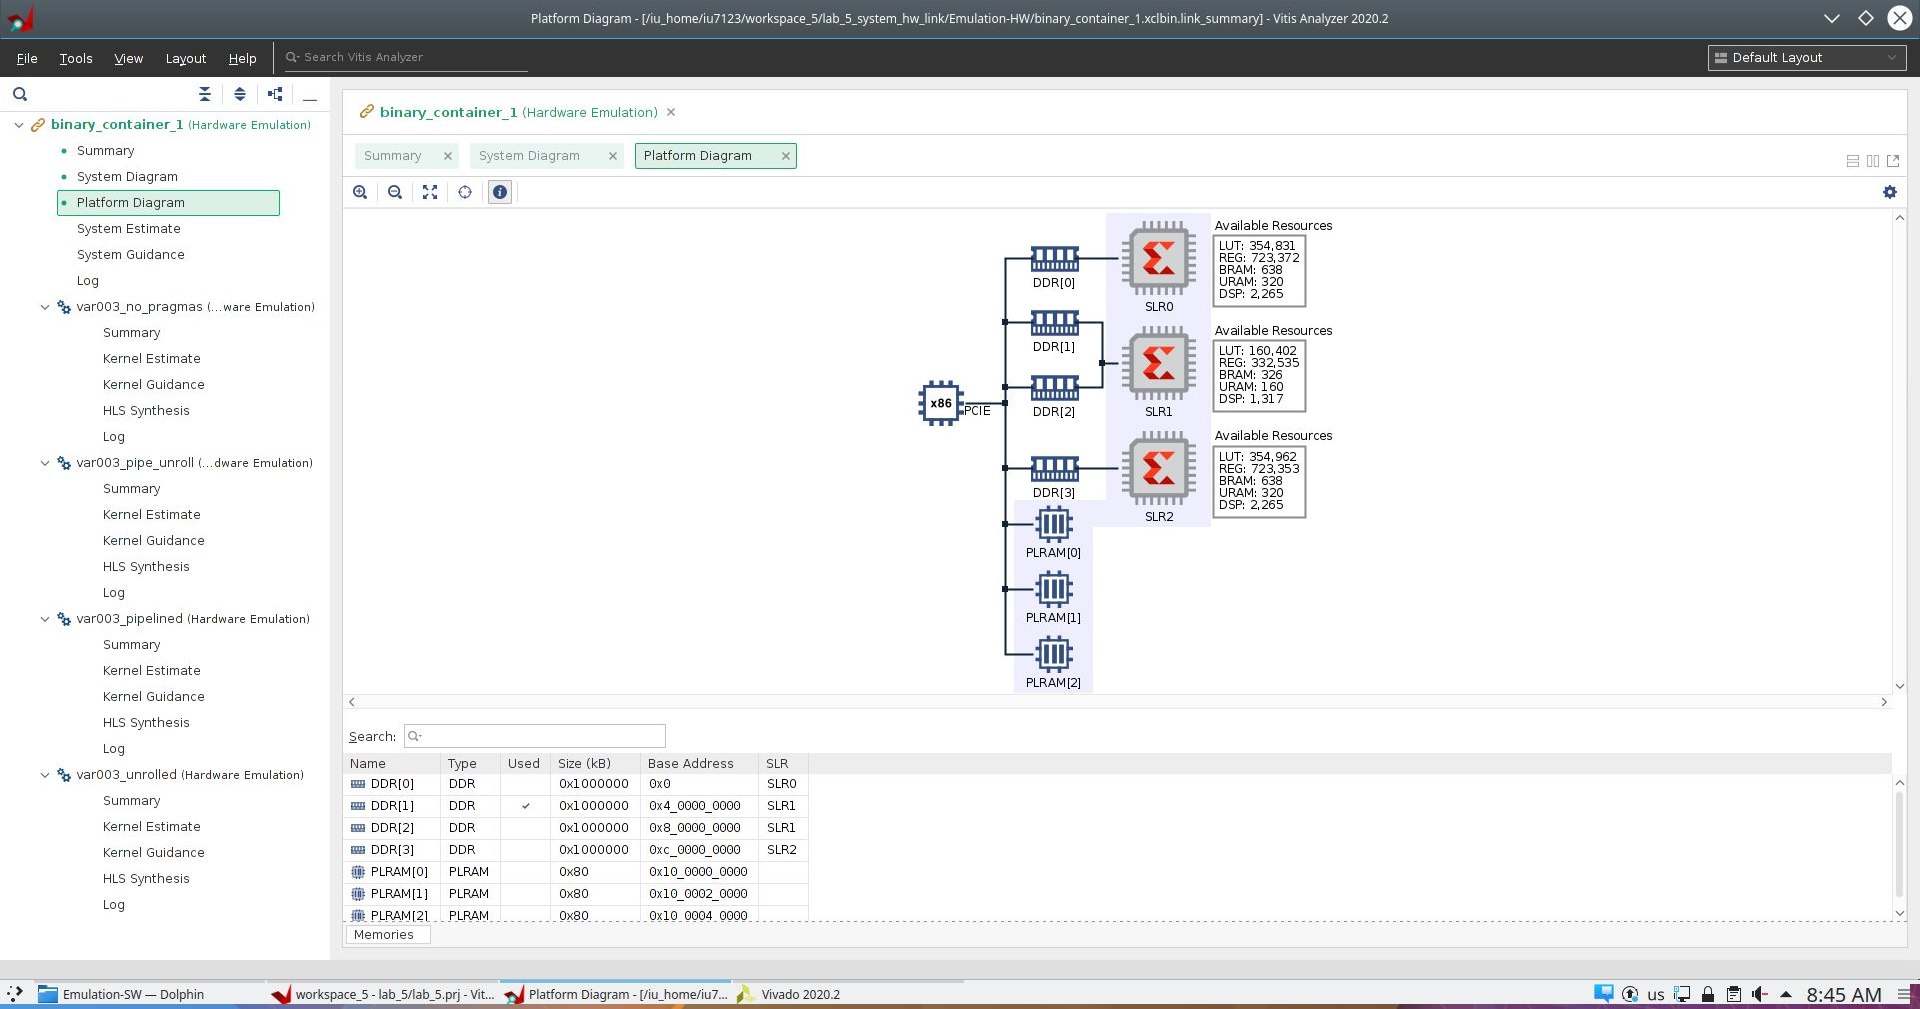 Platform Diagram - [/iu_home/iu7123/workspace_5/lab_5_system_hw_link/Emulation-HW/binary_container_1.xclbin.link_summary] - Vitis Analyzer 2020.2
File Tools View Layout Help Search Vitis Analyzer Default Layout
binary_container_1 (Hardware Emulation)
Summary
System Diagram
Platform Diagram
System Estimate
System Guidance
Log
var003_no_pragmas (...ware Emulation)
Summary
Kernel Estimate
Kernel Guidance
HLS Synthesis
Log
var003_pipe_unroll (...dware Emulation)
Summary
Kernel Estimate
Kernel Guidance
HLS Synthesis
Log
var003_pipelined (Hardware Emulation)
Summary
Kernel Estimate
Kernel Guidance
HLS Synthesis
Log
var003_unrolled (Hardware Emulation)
Summary
Kernel Estimate
Kernel Guidance
HLS Synthesis
Log
binary_container_1 (Hardware Emulation)
Summary System Diagram Platform Diagram
x86
PCIE
DDR[0]
DDR[1]
DDR[2]
DDR[3]
PLRAM[0]
PLRAM[1]
PLRAM[2]
SLR0
Available Resources
LUT: 354,831
REG: 723,372
BRAM: 638
URAM: 320
DSP: 2,265
SLR1
Available Resources
LUT: 160,402
REG: 332,535
BRAM: 326
URAM: 160
DSP: 1,317
SLR2
Available Resources
LUT: 354,962
REG: 723,353
BRAM: 638
URAM: 320
DSP: 2,265
Search:
Name Type Used Size (kB) Base Address SLR
DDR[0] DDR 0x1000000 0x0 SLR0
DDR[1] DDR ✓ 0x1000000 0x4_0000_0000 SLR1
DDR[2] DDR 0x1000000 0x8_0000_0000 SLR1
DDR[3] DDR 0x1000000 0xc_0000_0000 SLR2
PLRAM[0] PLRAM 0x80 0x10_0000_0000
PLRAM[1] PLRAM 0x80 0x10_0002_0000
PLRAM[2] PLRAM 0x80 0x10_0004_0000
Memories
Emulation-SW — Dolphin workspace_5 - lab_5/lab_5.prj - Vit... Platform Diagram - [/iu_home/iu7... Vivado 2020.2 us 8:45 AM